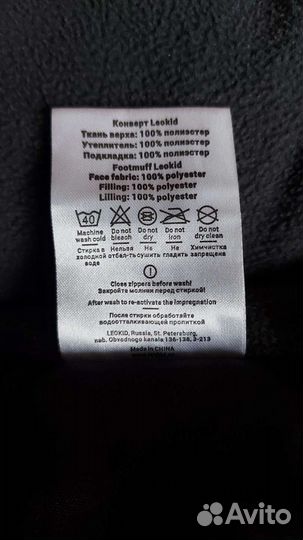 Конверт Leokid
Ткань верха: 100% полиэстер
Утеплитель: 100% полиэстер
Подкладка: 100% полиэстер
Footmuff Leokid
Face fabric: 100% polyester
Filling: 100% polyester
Lilling: 100% polyester
40
Machine wash cold Do not bleach Do not dry Do not iron Do not dry clean
Стирка в холодной воде Нельзя отбеливать Не сушить Не гладить Химчистка запрещена
Close zippers before wash!
Закройте молнии перед стиркой!
After wash to re-activate the impregnation
После стирки обработайте
водоотталкивающей пропиткой
LEOKID, Russia, St. Petersburg,
nab. Obvodnogo kanala 136-138, 3-213
Made in CHINA
Avito